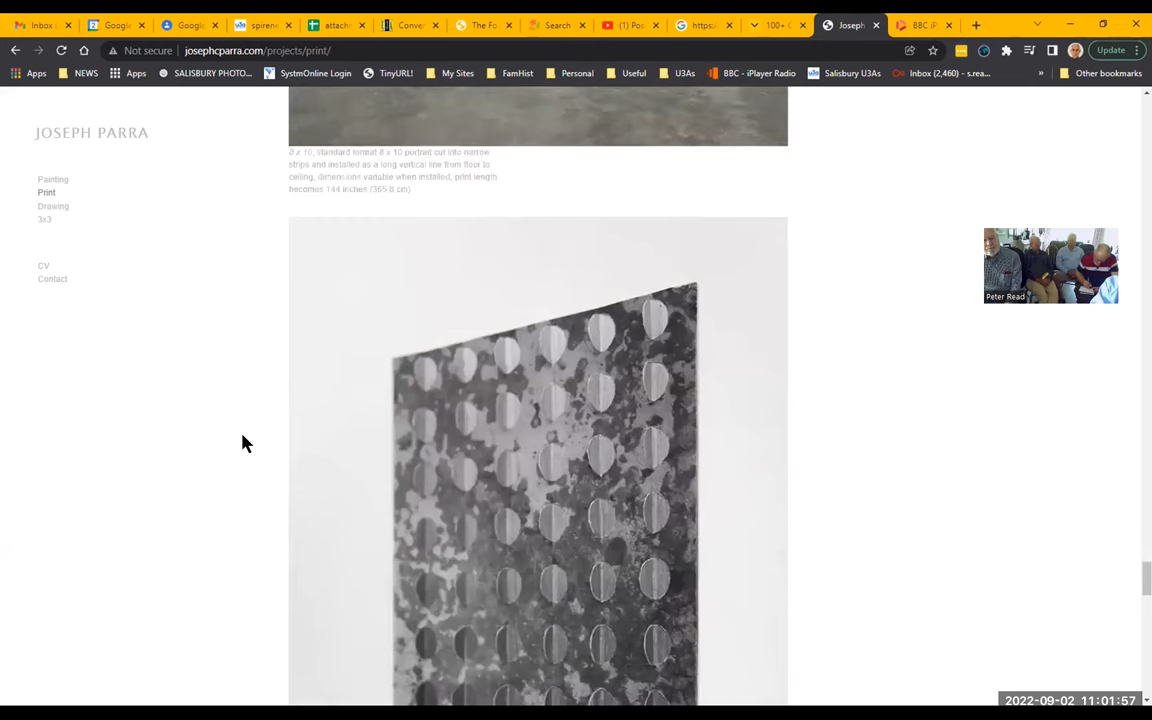 Inbox (
Google
Google
spirene
attach
Conver
The Fo
Search
(1) Pos
https:/
100+ C
Joseph
BBC iP
Not secure
josephcparra.com/projects/print/
Update
Apps
NEWS
Apps
SALISBURY PHOTO...
SystmOnline Login
TinyURL!
My Sites
FamHist
Personal
Useful
U3As
BBC - iPlayer Radio
Salisbury U3As
Inbox (2,460) - s.rea...
»
Other bookmarks
JOSEPH PARRA
Painting
Print
Drawing
3x3
CV
Contact
8 x 10, standard format 8 x 10 portrait cut into narrow
strips and installed as a long vertical line from floor to
ceiling, dimensions variable when installed, print length
becomes 144 inches (365.8 cm)
Peter Read
2022-09-02 11:01:57